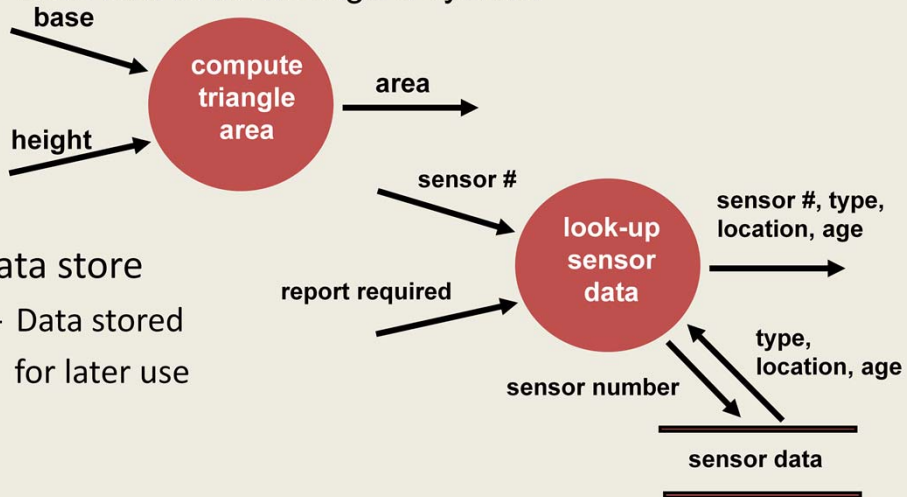 base
compute
triangle
area
area
height
sensor #
look-up
sensor
data
sensor #, type,
location, age
ata store
- Data stored
for later use
report required
type,
location, age
sensor number
sensor data